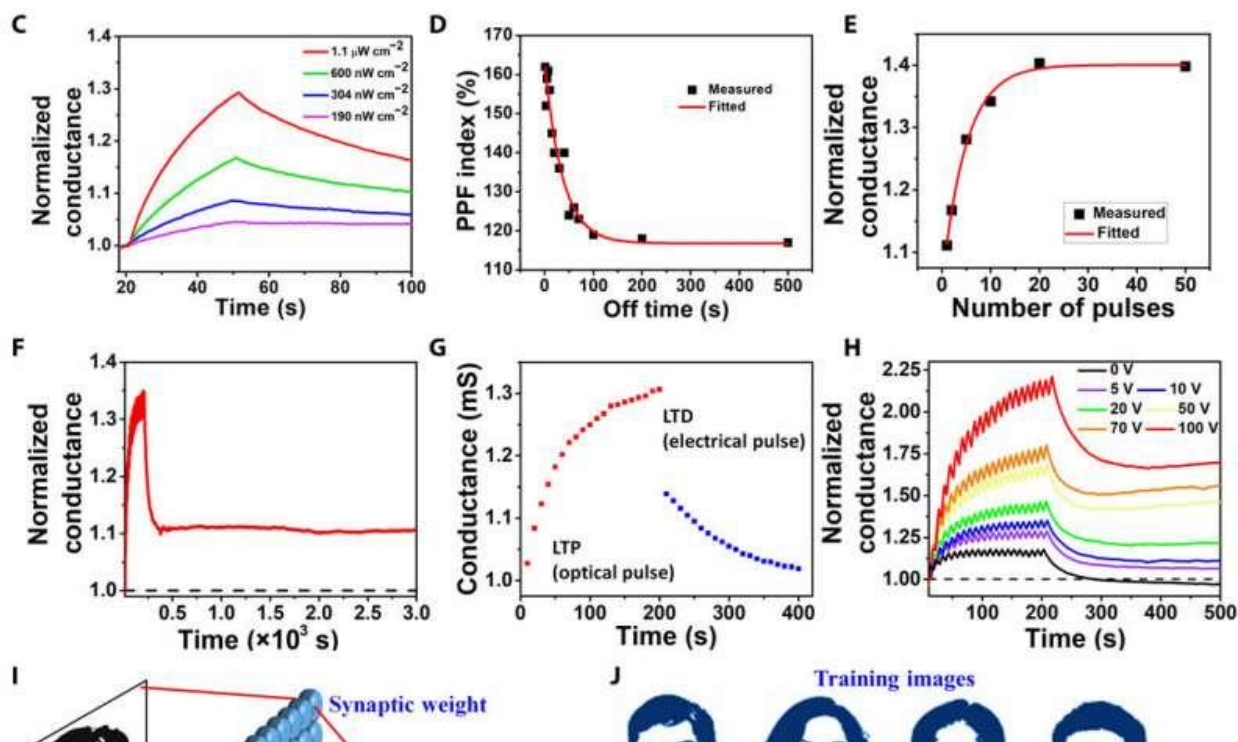 C
Normalized
conductance
1.4
1.3
1.2
1.1
1.0
1.1 μW cm⁻²
600 nW cm⁻²
304 nW cm⁻²
190 nW cm⁻²
20 40 60 80 100
Time (s)
D
PPF index (%)
170
160
150
140
130
120
110
Measured
Fitted
0 100 200 300 400 500
Off time (s)
E
Normalized
conductance
1.4
1.3
1.2
1.1
Measured
Fitted
0 10 20 30 40 50
Number of pulses
F
Normalized
conductance
1.4
1.3
1.2
1.1
1.0
0.5 1.0 1.5 2.0 2.5 3.0
Time (×10³ s)
G
Conductance (mS)
1.3
1.2
1.1
1.0
LTD
(electrical pulse)
LTP
(optical pulse)
0 100 200 300 400
Time (s)
H
Normalized
conductance
2.25
2.00
1.75
1.50
1.25
1.00
0 V
5 V 10 V
20 V 50 V
70 V 100 V
100 200 300 400 500
Time (s)
I
Synaptic weight
J
Training images